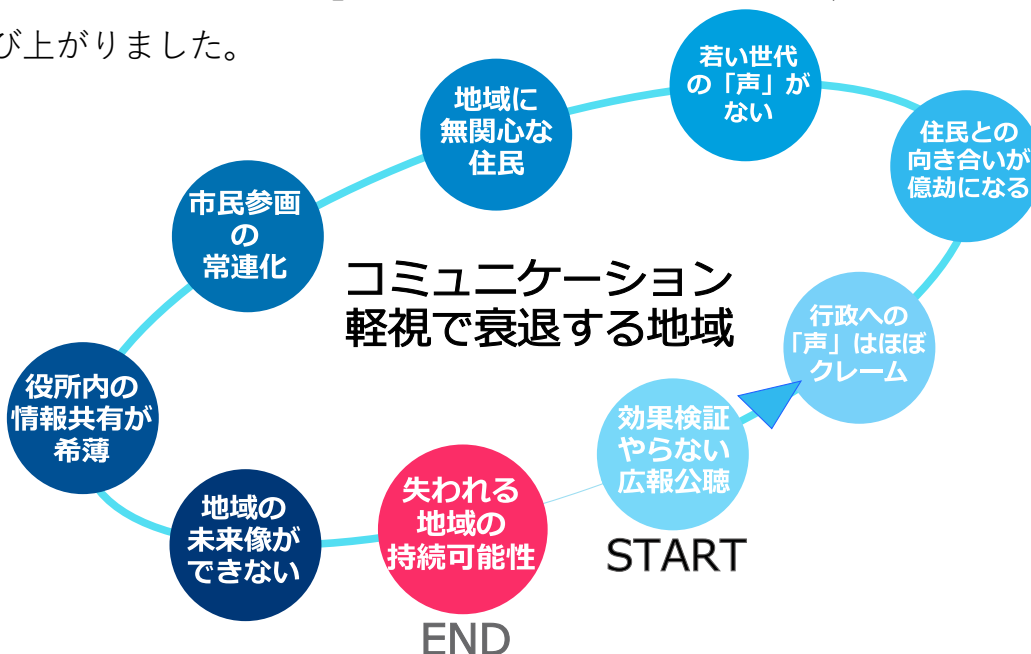 び上がりました。
若い世代
の「声」が
ない
地域に
無関心な
住民
住民との
向き合いが
億劫になる
市民参画
の
常連化
コミュニケーション
軽視で衰退する地域
行政への
「声」はほぼ
クレーム
役所内の
情報共有が
希薄
効果検証
やらない
広報公聴
地域の
未来像が
できない
失われる
地域の
持続可能性
START
END